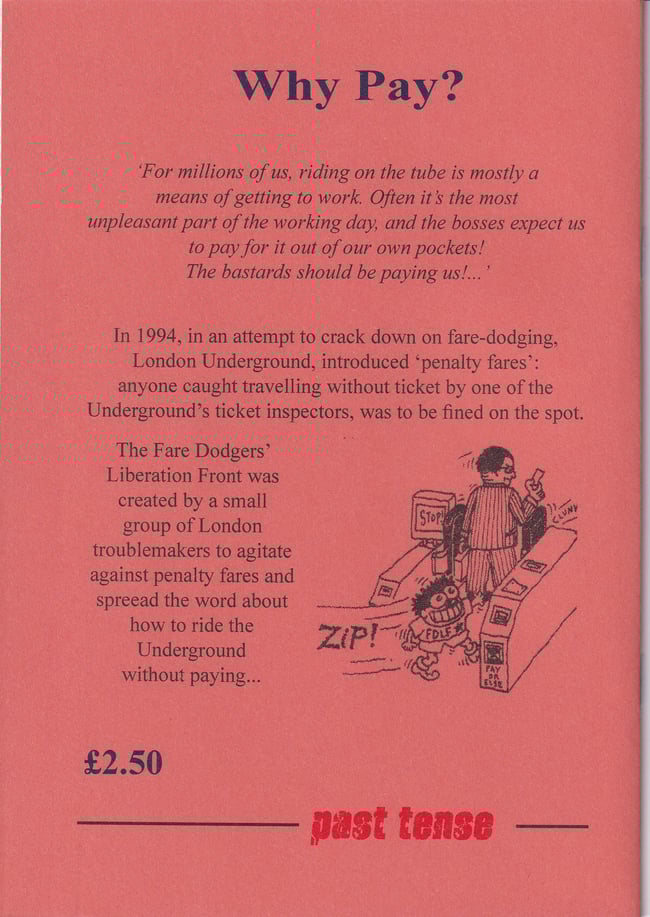 Why Pay?
‘For millions of us, riding on the tube is mostly a
means of getting to work. Often it’s the most
unpleasant part of the working day, and the bosses expect us
to pay for it out of our own pockets!
The bastards should be paying us!...’
In 1994, in an attempt to crack down on fare-dodging,
London Underground, introduced ‘penalty fares’:
anyone caught travelling without ticket by one of the
Underground’s ticket inspectors, was to be fined on the spot.
The Fare Dodgers’
Liberation Front was
created by a small
group of London
troublemakers to agitate
against penalty fares and
spreead the word about
how to ride the
Underground
without paying...
STOP!
CLUNK
ZiP!
FDLF
PAY
OR
ELSE
£2.50
past tense